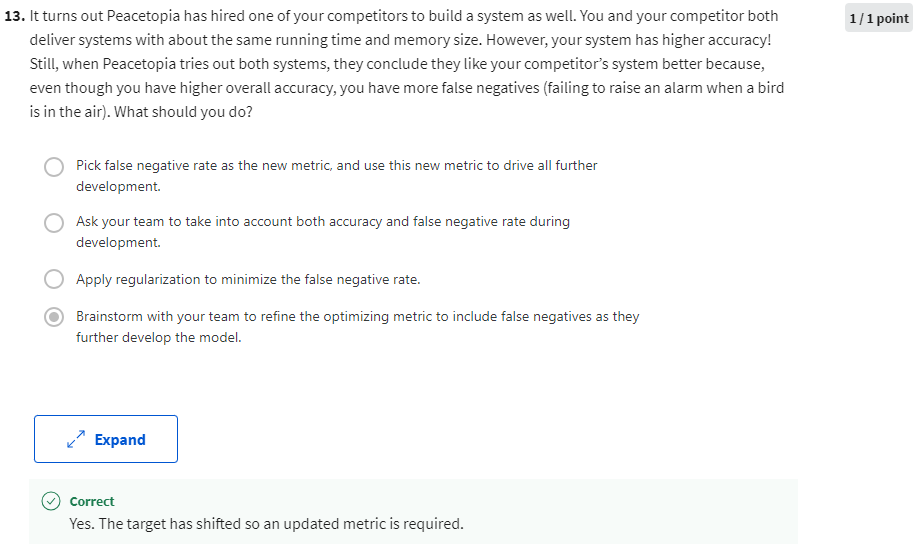 13. It turns out Peacetopia has hired one of your competitors to build a system as well. You and your competitor both
1 / 1 point
deliver systems with about the same running time and memory size. However, your system has higher accuracy!
Still, when Peacetopia tries out both systems, they conclude they like your competitor's system better because,
even though you have higher overall accuracy, you have more false negatives (failing to raise an alarm when a bird
is in the air). What should you do?
Pick false negative rate as the new metric, and use this new metric to drive all further
development.
Ask your team to take into account both accuracy and false negative rate during
development.
Apply regularization to minimize the false negative rate.
Brainstorm with your team to refine the optimizing metric to include false negatives as they
further develop the model.
Expand
Correct
Yes. The target has shifted so an updated metric is required.